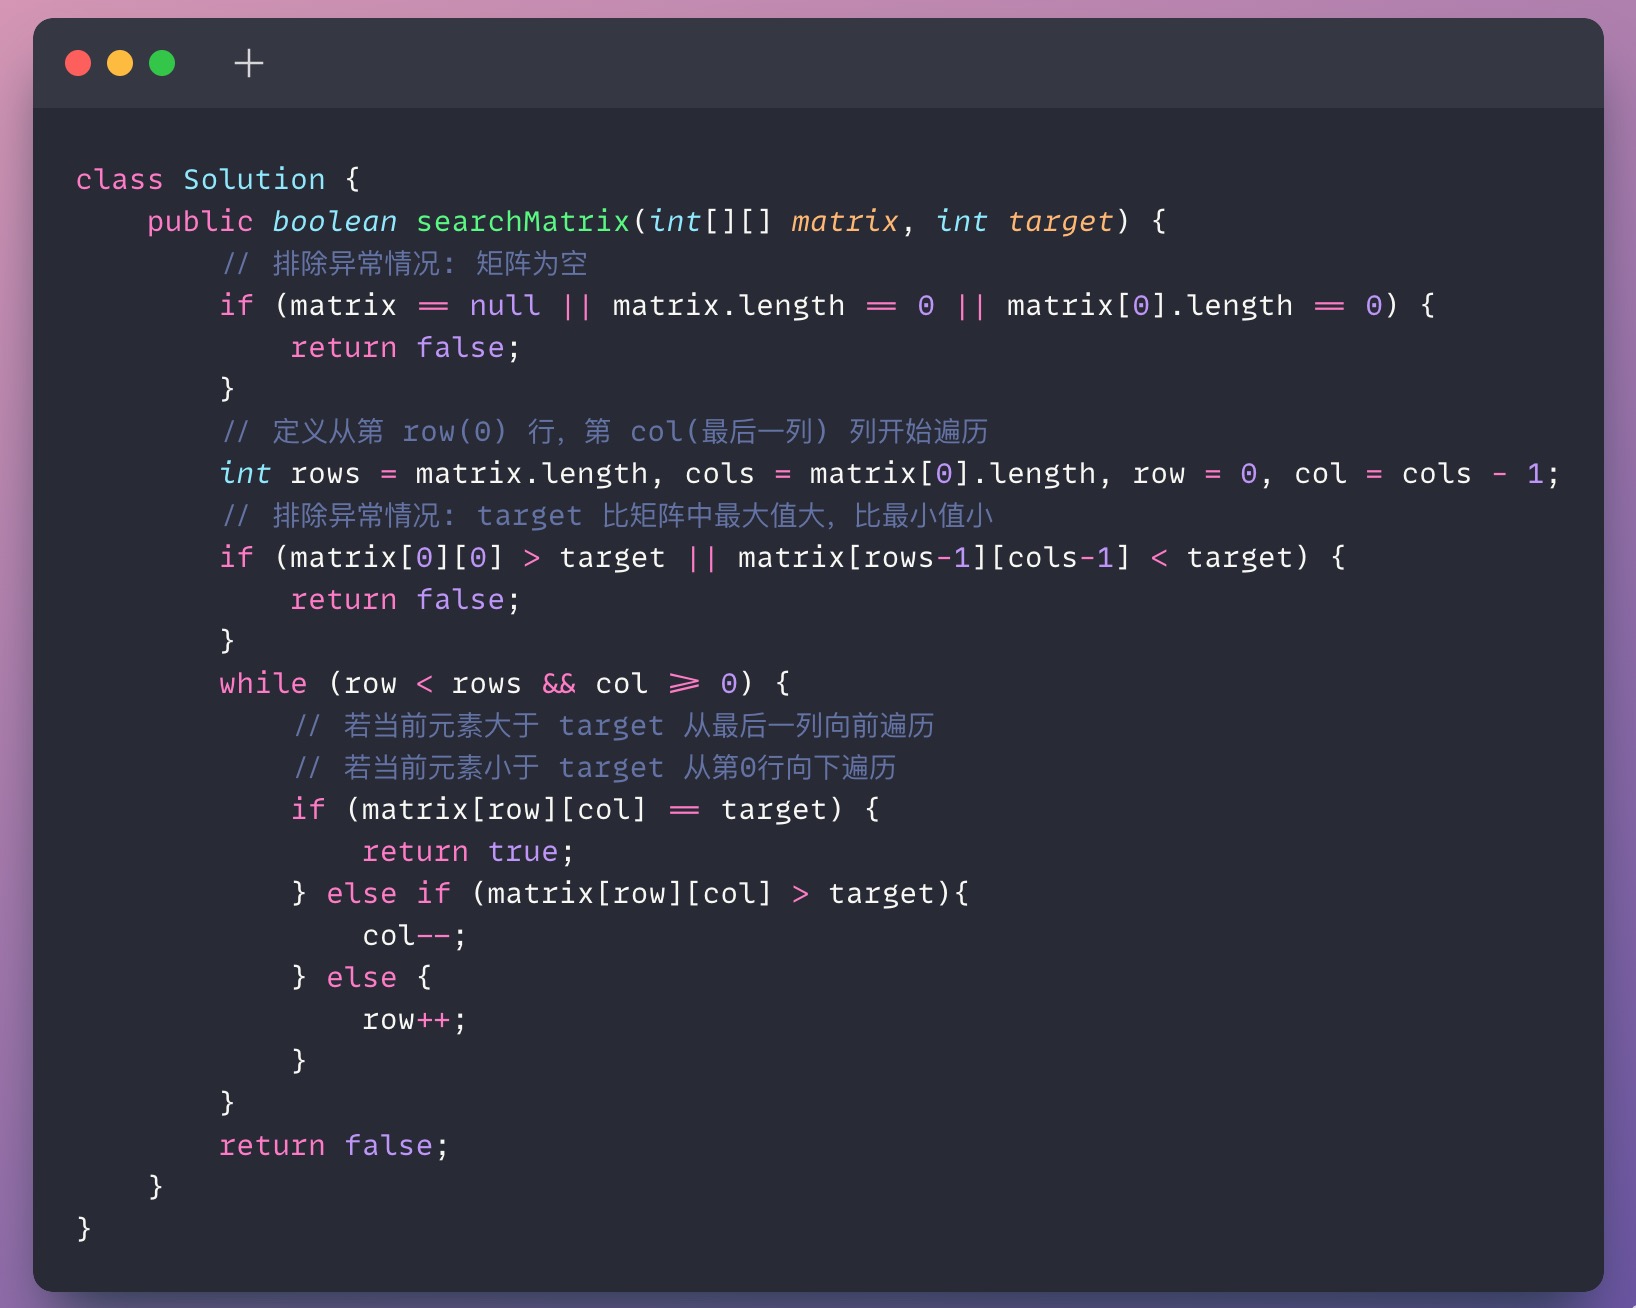 class Solution {
    public boolean searchMatrix(int[][] matrix, int target) {
        // 排除异常情况: 矩阵为空
        if (matrix == null || matrix.length == 0 || matrix[0].length == 0) {
            return false;
        }
        // 定义从第 row(0) 行, 第 col(最后一列) 列开始遍历
        int rows = matrix.length, cols = matrix[0].length, row = 0, col = cols - 1;
        // 排除异常情况: target 比矩阵中最大值大, 比最小值小
        if (matrix[0][0] > target || matrix[rows-1][cols-1] < target) {
            return false;
        }
        while (row < rows && col >= 0) {
            // 若当前元素大于 target 从最后一列向前遍历
            // 若当前元素小于 target 从第0行向下遍历
            if (matrix[row][col] == target) {
                return true;
            } else if (matrix[row][col] > target){
                col--;
            } else {
                row++;
            }
        }
        return false;
    }
}